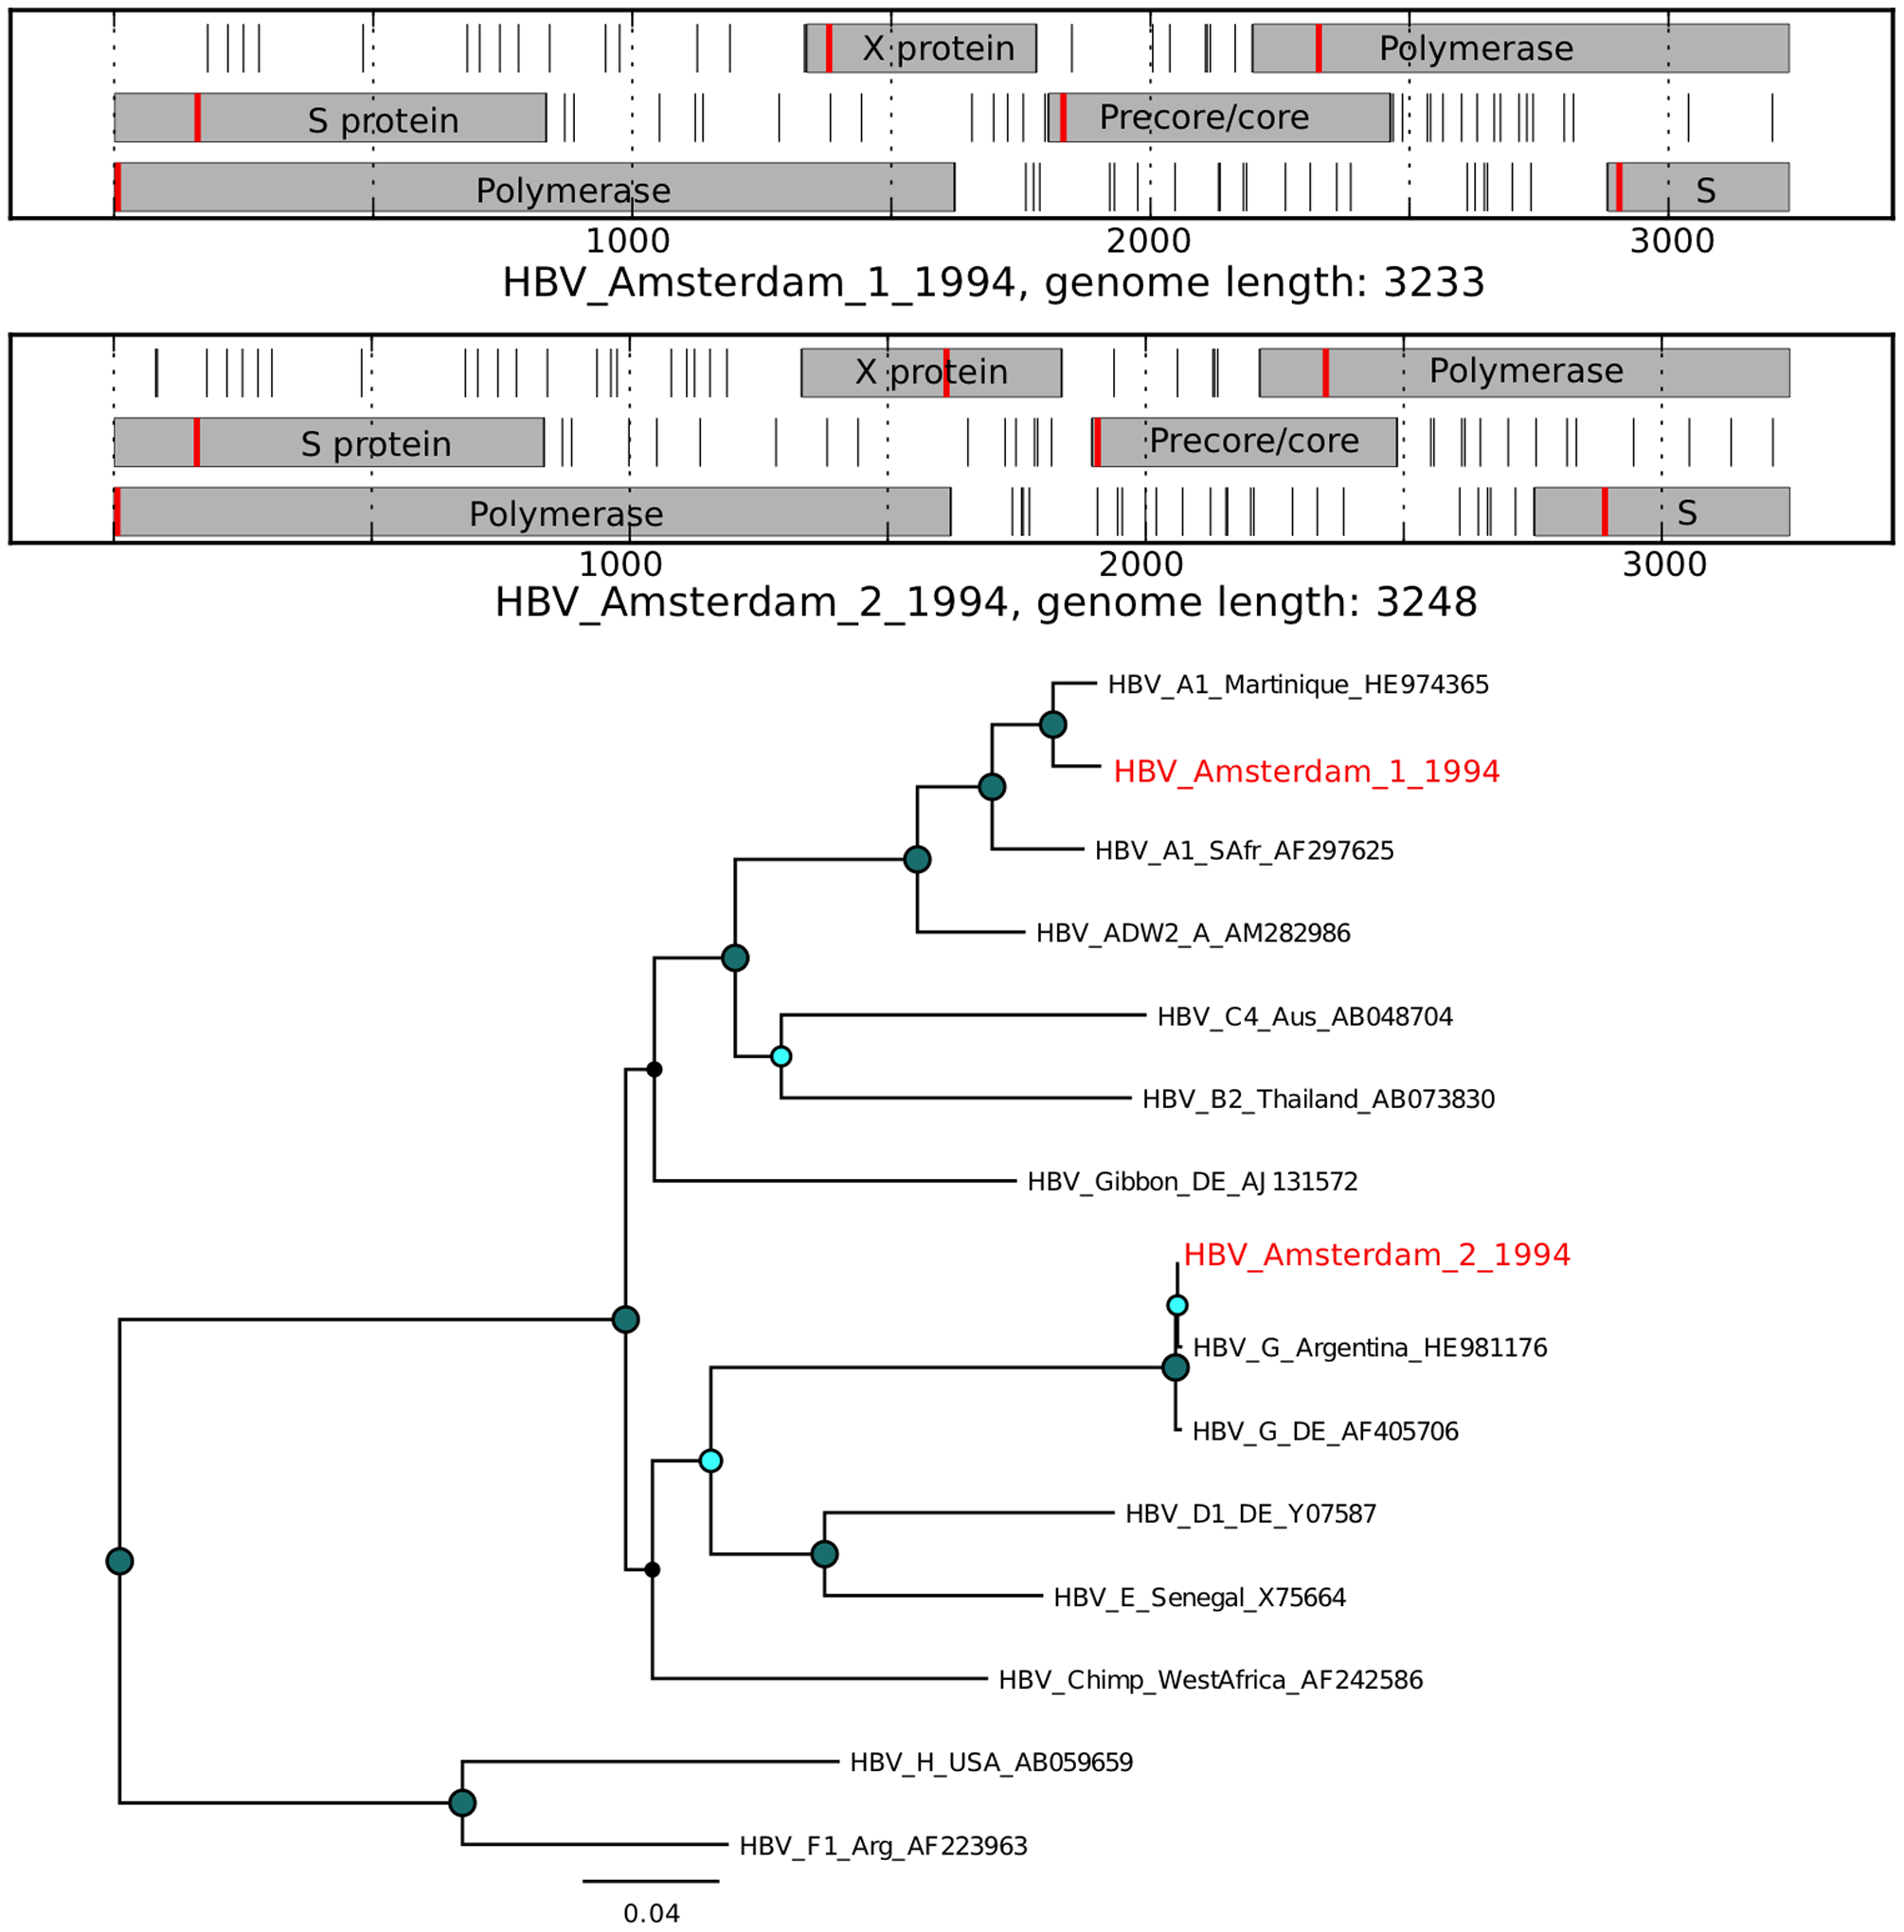 X protein Polymerase
S protein Precore/core
Polymerase S
1000 2000 3000
HBV_Amsterdam_1_1994, genome length: 3233
X protein Polymerase
S protein Precore/core
Polymerase S
1000 2000 3000
HBV_Amsterdam_2_1994, genome length: 3248
HBV_A1_Martinique_HE974365
HBV_Amsterdam_1_1994
HBV_A1_SAfr_AF297625
HBV_ADW2_A_AM282986
HBV_C4_Aus_AB048704
HBV_B2_Thailand_AB073830
HBV_Gibbon_DE_AJ131572
HBV_Amsterdam_2_1994
HBV_G_Argentina_HE981176
HBV_G_DE_AF405706
HBV_D1_DE_Y07587
HBV_E_Senegal_X75664
HBV_Chimp_WestAfrica_AF242586
HBV_H_USA_AB059659
HBV_F1_Arg_AF223963
0.04